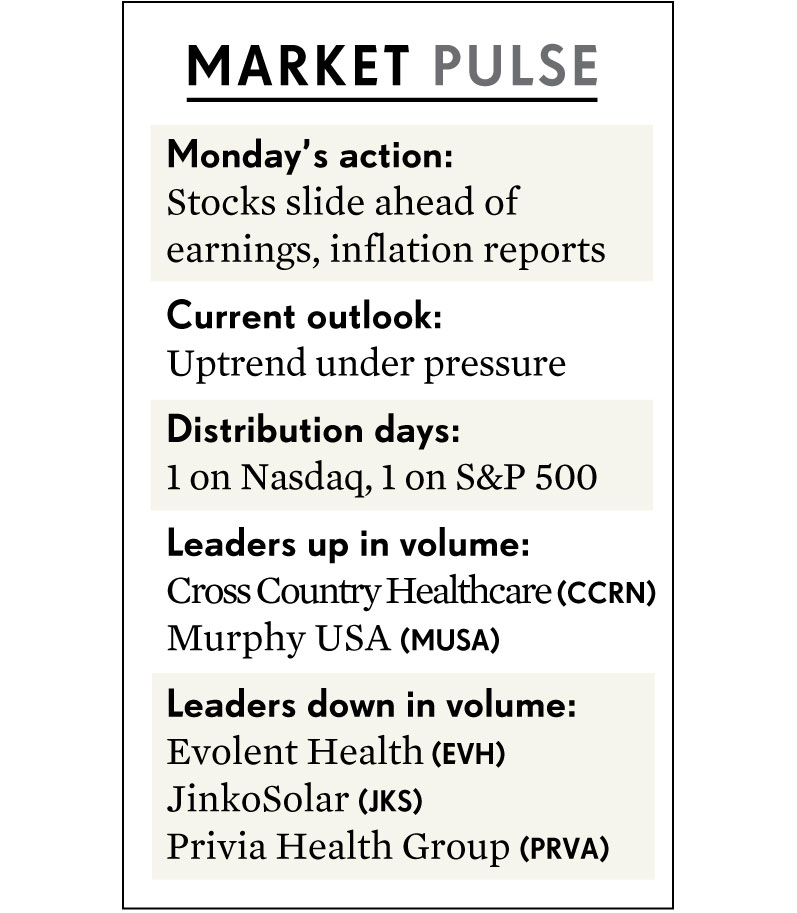 MARKET PULSE
Monday’s action:
Stocks slide ahead of
earnings, inflation reports
Current outlook:
Uptrend under pressure
Distribution days:
1 on Nasdaq, 1 on S&P 500
Leaders up in volume:
Cross Country Healthcare (CCRN)
Murphy USA (MUSA)
Leaders down in volume:
Evolent Health (EVH)
JinkoSolar (JKS)
Privia Health Group (PRVA)